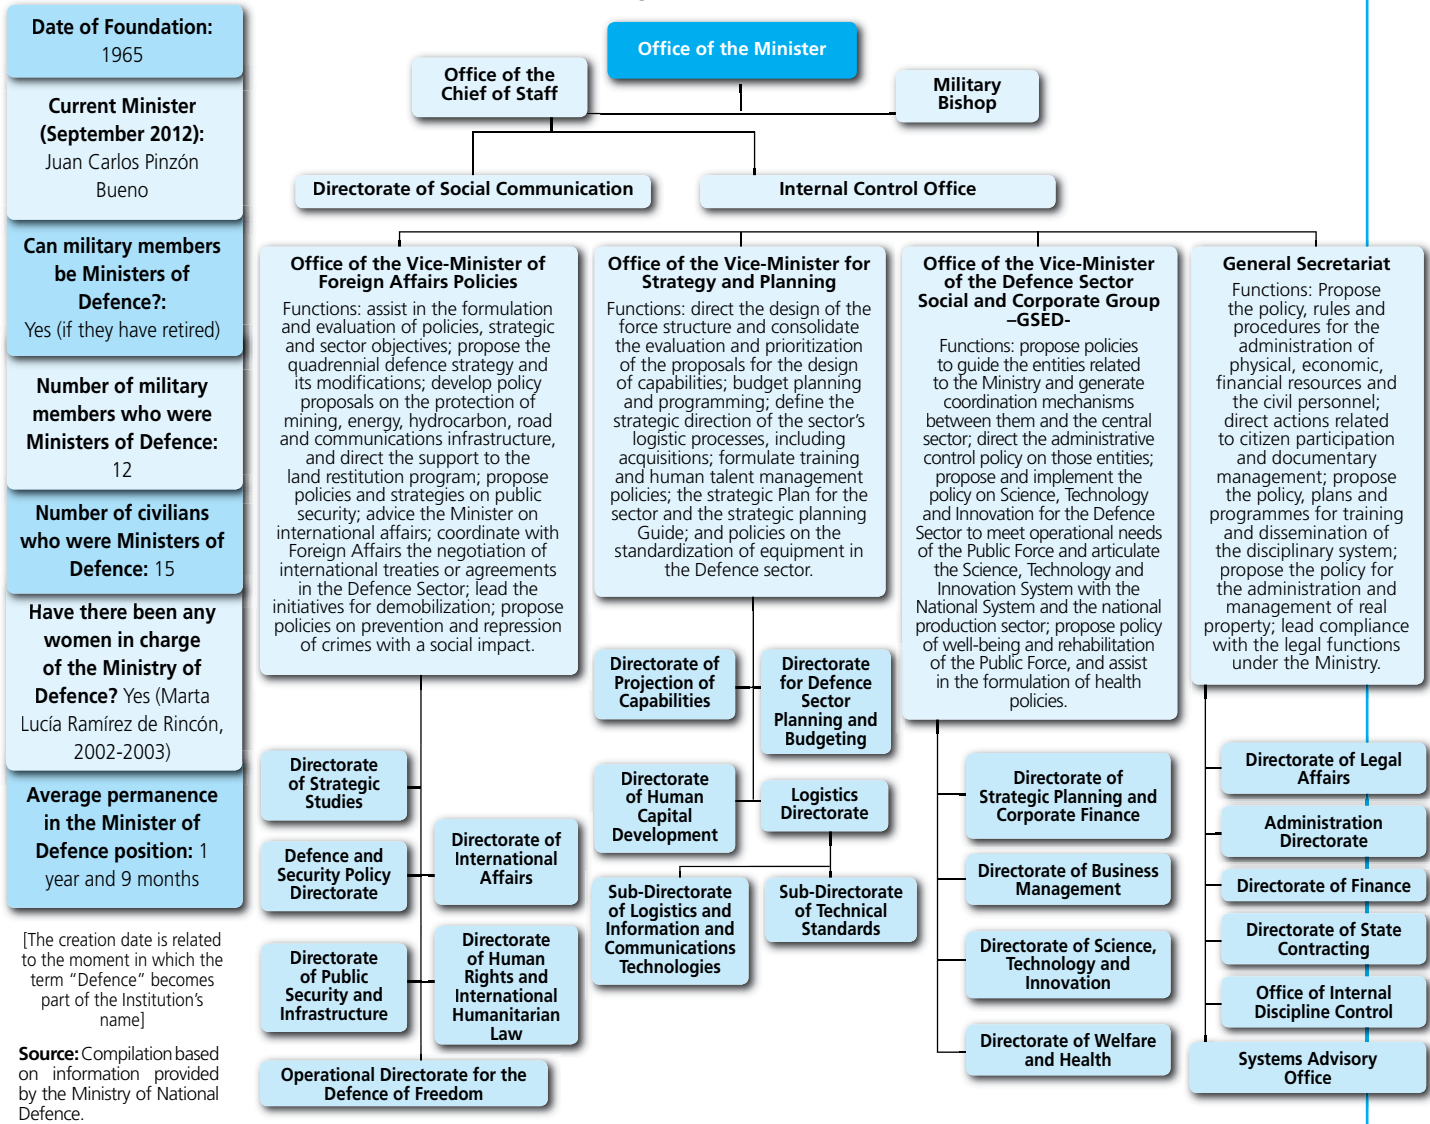 Date of Foundation:
1965
Current Minister
(September 2012):
Juan Carlos Pinzón
Bueno
Can military members
be Ministers of
Defence?:
Yes (if they have retired)
Number of military
members who were
Ministers of Defence:
12
Number of civilians
who were Ministers of
Defence: 15
Have there been any
women in charge
of the Ministry of
Defence? Yes (Marta
Lucía Ramírez de Rincón,
2002-2003)
Average permanence
in the Minister of
Defence position: 1
year and 9 months
[The creation date is related
to the moment in which the
term “Defence” becomes
part of the Institution’s
name]
Source: Compilation based
on information provided
by the Ministry of National
Defence.
Office of the Minister
Office of the
Chief of Staff
Military
Bishop
Directorate of Social Communication
Internal Control Office
Office of the Vice-Minister of
Foreign Affairs Policies
Functions: assist in the formulation
and evaluation of policies, strategic
and sector objectives; propose the
quadrennial defence strategy and
its modifications; develop policy
proposals on the protection of
mining, energy, hydrocarbon, road
and communications infrastructure,
and direct the support to the
land restitution program; propose
policies and strategies on public
security; advice the Minister on
international affairs; coordinate with
Foreign Affairs the negotiation of
international treaties or agreements
in the Defence Sector; lead the
initiatives for demobilization; propose
policies on prevention and repression
of crimes with a social impact.
Directorate
of Strategic
Studies
Defence and
Security Policy
Directorate
Directorate of
International
Affairs
Directorate
of Public
Security and
Infrastructure
Directorate
of Human
Rights and
International
Humanitarian
Law
Operational Directorate for the
Defence of Freedom
Office of the Vice-Minister for
Strategy and Planning
Functions: direct the design of the
force structure and consolidate
the evaluation and prioritization
of the proposals for the design
of capabilities; budget planning
and programming; define the
strategic direction of the sector’s
logistic processes, including
acquisitions; formulate training
and human talent management
policies; the strategic Plan for the
sector and the strategic planning
Guide; and policies on the
standardization of equipment in
the Defence sector.
Directorate of
Projection of
Capabilities
Directorate
for Defence
Sector
Planning and
Budgeting
Directorate
of Human
Capital
Development
Logistics
Directorate
Sub-Directorate
of Logistics and
Information and
Communications
Technologies
Sub-Directorate
of Technical
Standards
Office of the Vice-Minister
of the Defence Sector
Social and Corporate Group
–GSED-
Functions: propose policies
to guide the entities related
to the Ministry and generate
coordination mechanisms
between them and the central
sector; direct the administrative
control policy on those entities;
propose and implement the
policy on Science, Technology
and Innovation for the Defence
Sector to meet operational needs
of the Public Force and articulate
the Science, Technology and
Innovation System with the
National System and the national
production sector; propose policy
of well-being and rehabilitation
of the Public Force, and assist
in the formulation of health
policies.
Directorate of
Strategic Planning and
Corporate Finance
Directorate of Business
Management
Directorate of Science,
Technology and
Innovation
Directorate of Welfare
and Health
General Secretariat
Functions: Propose
the policy, rules and
procedures for the
administration of
physical, economic,
financial resources and
the civil personnel;
direct actions related
to citizen participation
and documentary
management; propose
the policy, plans and
programmes for training
and dissemination of
the disciplinary system;
propose the policy for
the administration and
management of real
property; lead compliance
with the legal functions
under the Ministry.
Directorate of Legal
Affairs
Administration
Directorate
Directorate of Finance
Directorate of State
Contracting
Office of Internal
Discipline Control
Systems Advisory
Office